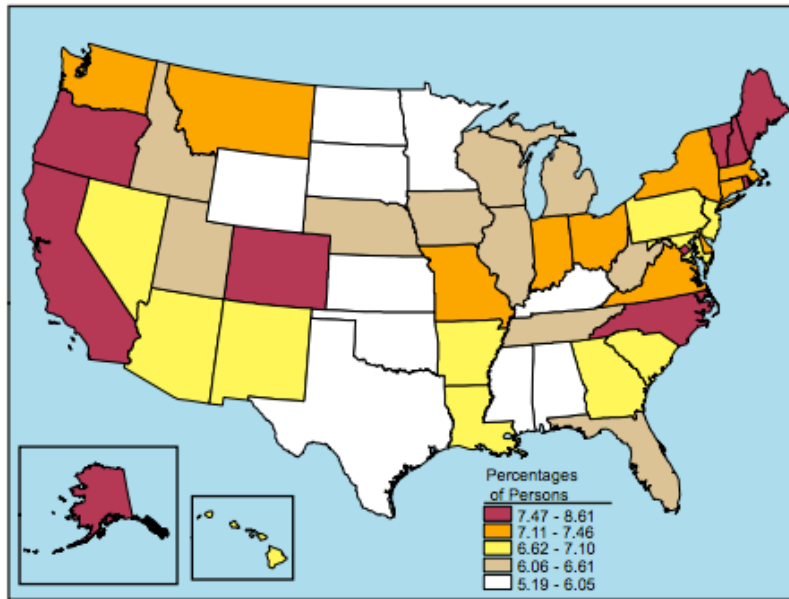 Percentages
of Persons
7.47 - 8.61
7.11 - 7.46
6.62 - 7.10
6.06 - 6.61
5.19 - 6.05